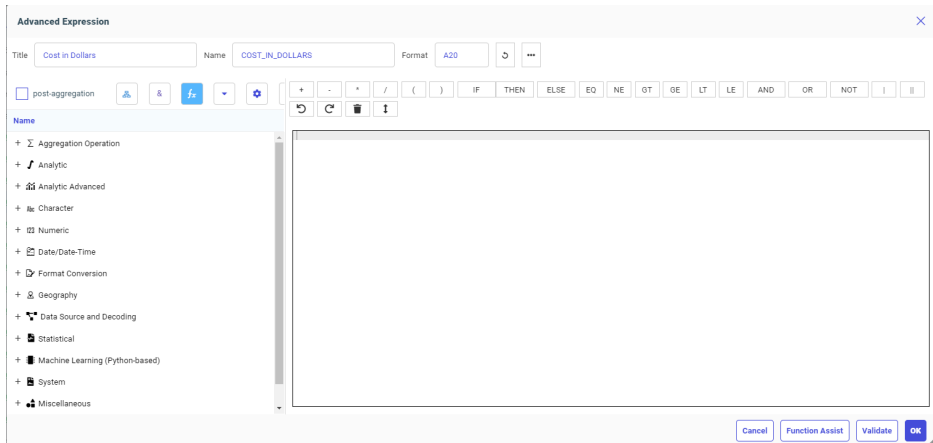 Advanced Expression
Title Cost in Dollars Name COST_IN_DOLLARS Format A20 ...
post-aggregation & fx + - * / ( ) IF THEN ELSE EQ NE GT GE LT LE AND OR NOT | ||
Name
+ Σ Aggregation Operation
+ Analytic
+ Analytic Advanced
+ Character
+ Numeric
+ Date/Date-Time
+ Format Conversion
+ Geography
+ Data Source and Decoding
+ Statistical
+ Machine Learning (Python-based)
+ System
+ Miscellaneous
Cancel Function Assist Validate OK